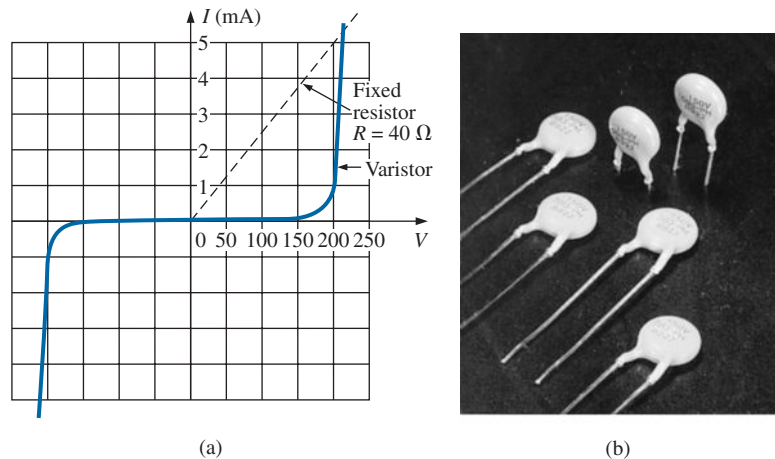 I (mA)
5
4
3
2
1
Fixed
resistor
R = 40 Ω
Varistor
0 50 100 150 200 250
V
(a)
(b)